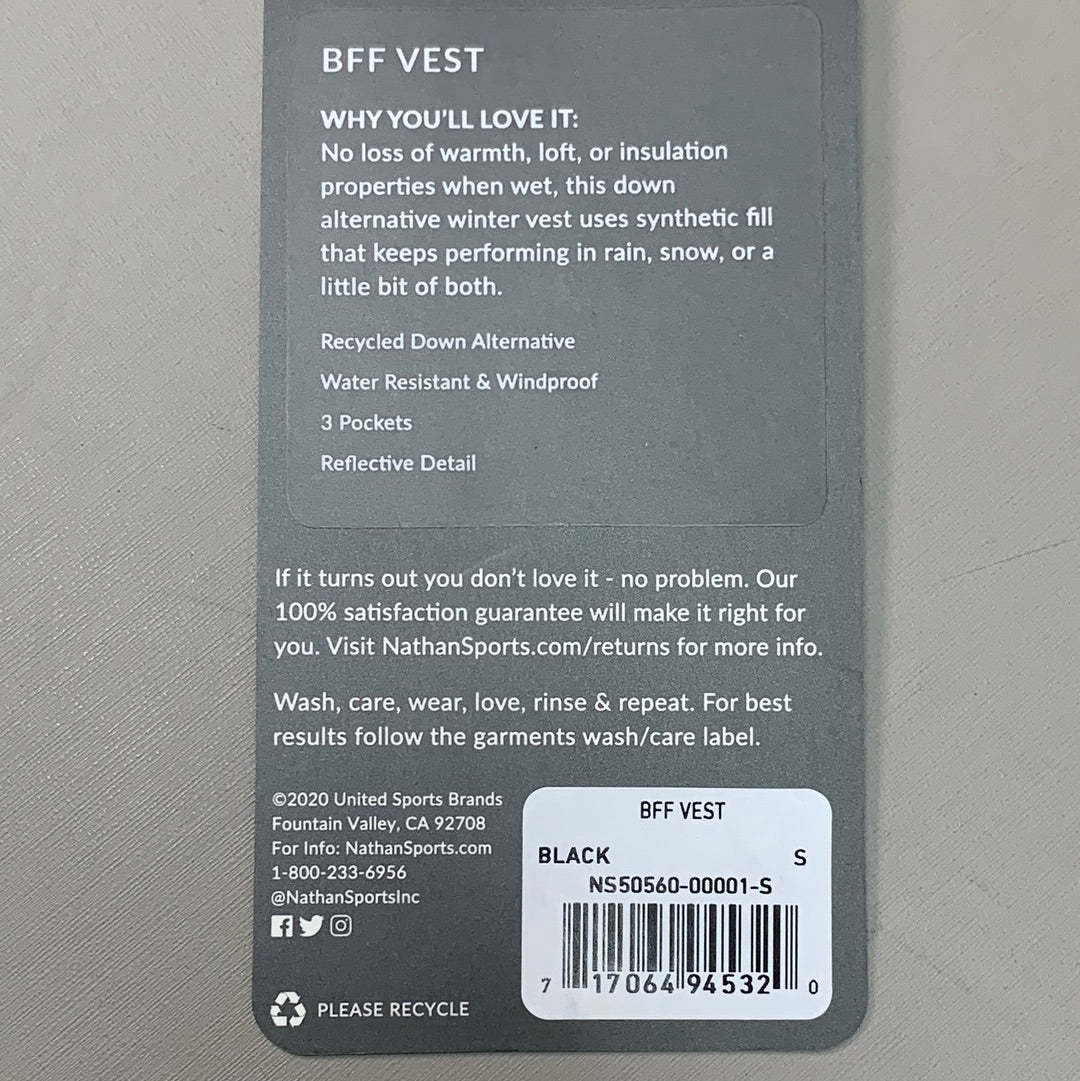 BFF VEST
WHY YOU'LL LOVE IT:
No loss of warmth, loft, or insulation
properties when wet, this down
alternative winter vest uses synthetic fill
that keeps performing in rain, snow, or a
little bit of both.
Recycled Down Alternative
Water Resistant & Windproof
3 Pockets
Reflective Detail
If it turns out you don't love it - no problem. Our
100% satisfaction guarantee will make it right for
you. Visit NathanSports.com/returns for more info.
Wash, care, wear, love, rinse & repeat. For best
results follow the garments wash/care label.
©2020 United Sports Brands
Fountain Valley, CA 92708
For Info: NathanSports.com
1-800-233-6956
@NathanSportsInc
PLEASE RECYCLE
BFF VEST
BLACK S
NS50560-00001-S
7 17064 94532 0